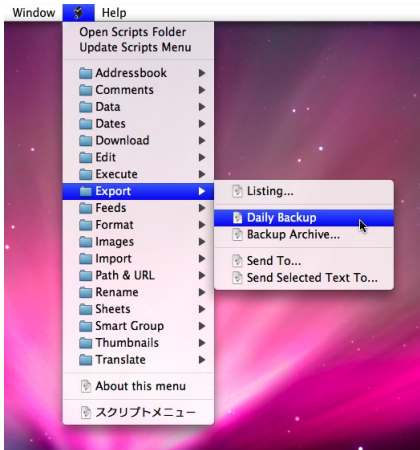 Window Help
Open Scripts Folder
Update Scripts Menu
Addressbook
Comments
Data
Dates
Download
Edit
Execute
Export
Feeds
Format
Images
Import
Path & URL
Rename
Sheets
Smart Group
Thumbnails
Translate
About this menu
スクリプトメニュー
Listing...
Daily Backup
Backup Archive...
Send To...
Send Selected Text To...